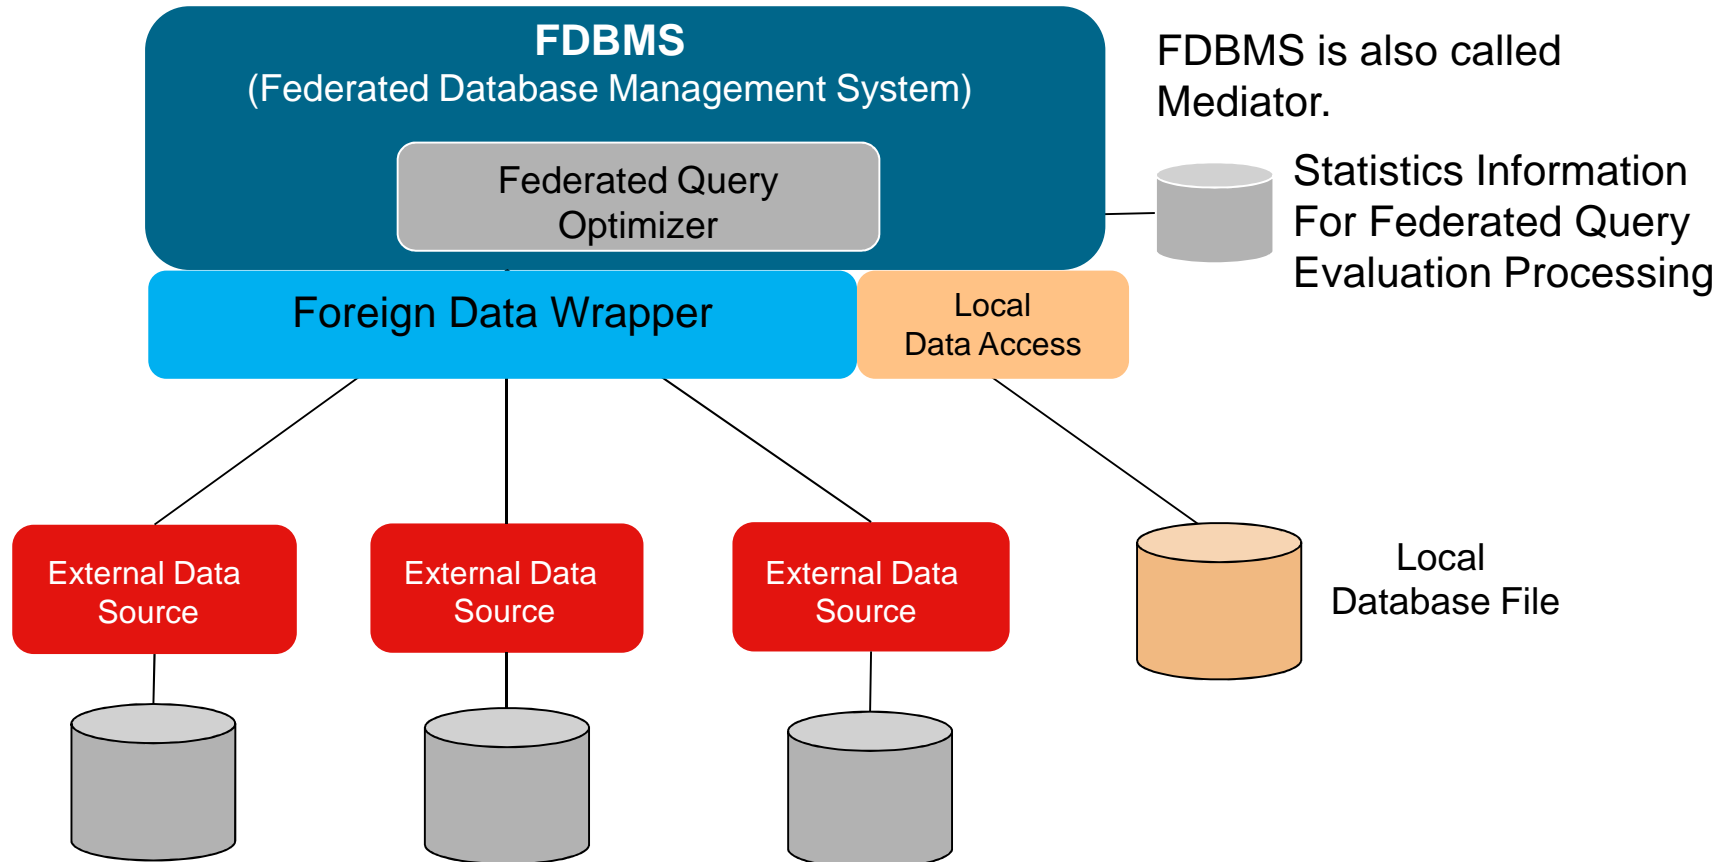 FDBMS
(Federated Database Management System)
FDBMS is also called
Mediator.
Federated Query
Optimizer
Statistics Information
For Federated Query
Evaluation Processing
Foreign Data Wrapper
Local
Data Access
External Data
Source
External Data
Source
External Data
Source
Local
Database File